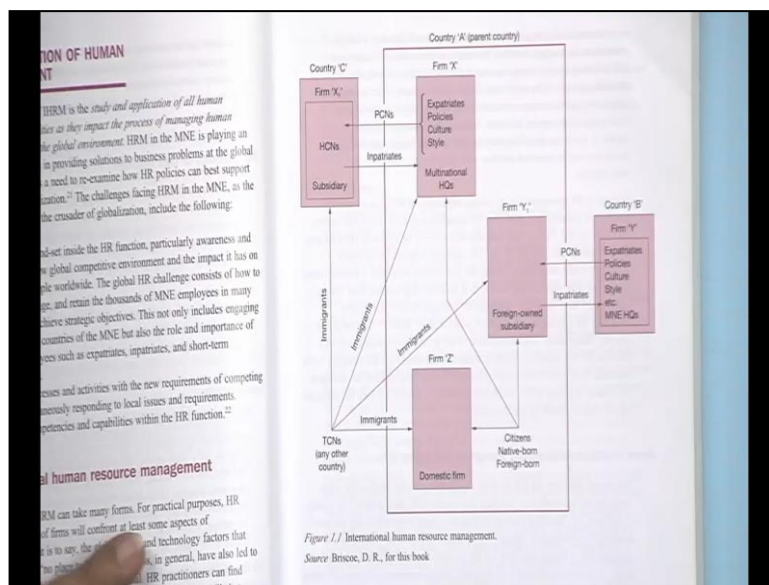 ION OF HUMAN
NT
IHRM is the study and application of all human
ties as they impact the process of managing human
the global environment. HRM in the MNE is playing an
in providing solutions to business problems at the global
a need to re-examine how HR policies can best support
ization.21 The challenges facing HRM in the MNE, as the
the crusader of globalization, include the following:
nd-set inside the HR function, particularly awareness and
global competitive environment and the impact it has on
ple worldwide. The global HR challenge consists of how to
ge, and retain the thousands of MNE employees in many
chieve strategic objectives. This not only includes engaging
countries of the MNE but also the role and importance of
yees such as expatriates, inpatriates, and short-term
esses and activities with the new requirements of competing
aneously responding to local issues and requirements.
petencies and capabilities within the HR function.22
al human resource management
RM can take many forms. For practical purposes, HR
of firms will confront at least some aspects of
t is to say, the and technology factors that
"no place in general, have also led to
HR practitioners can find
Country 'A' (parent country)
Country 'C'
Firm 'X'
Firm 'X1'
HCNs
Subsidiary
PCNs
Inpatriates
Expatriates
Policies
Culture
Style
Multinational
HQs
Country 'B'
Firm 'Y1'
Firm 'Y'
PCNs
Inpatriates
Expatriates
Policies
Culture
Style
etc.
MNE HQs
Foreign-owned
subsidiary
Immigrants
Immigrants
Immigrants
Firm 'Z'
Immigrants
TCNs
(any other
country)
Domestic firm
Citizens
Native-born
Foreign-born
Figure 1.1 International human resource management.
Source Briscoe, D. R., for this book